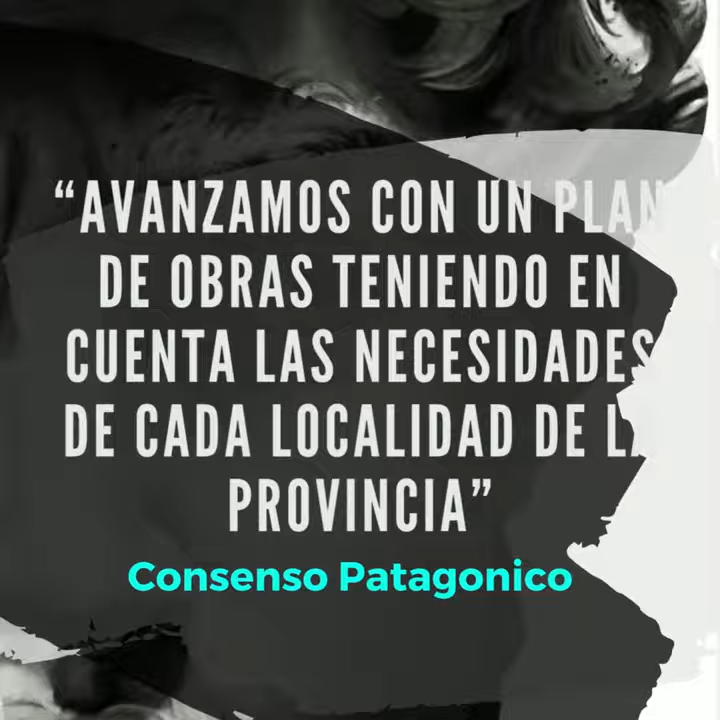 “AVANZAMOS CON UN PLAN
DE OBRAS TENIENDO EN
CUENTA LAS NECESIDADES
DE CADA LOCALIDAD DE LA
PROVINCIA”
Consenso Patagonico